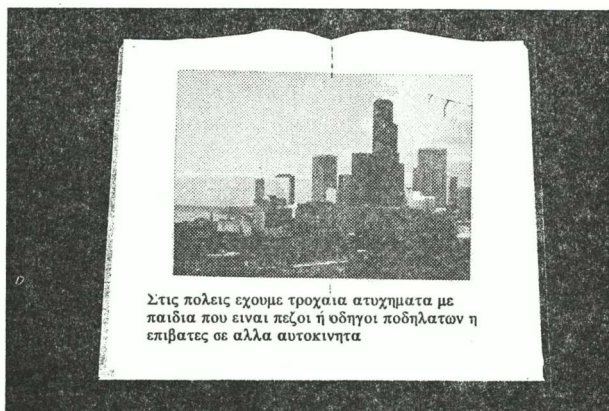 Στις πολεις εχουμε τροχαια ατυχηματα με
παιδια που ειναι πεζοι ή οδηγοι ποδηλατων η
επιβατες σε αλλα αυτοκινητα